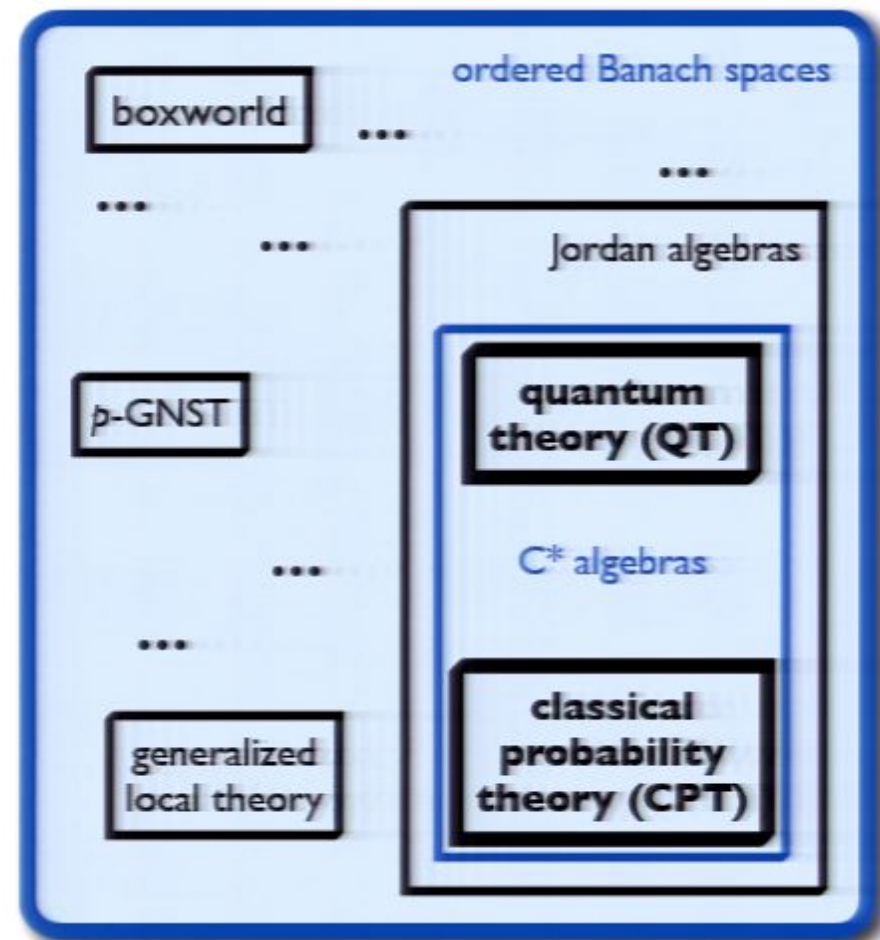 ordered Banach spaces
boxworld
...
...
...
...
Jordan algebras
quantum
theory (QT)
p-GNST
C* algebras
...
...
classical
probability
theory (CPT)
generalized
local theory